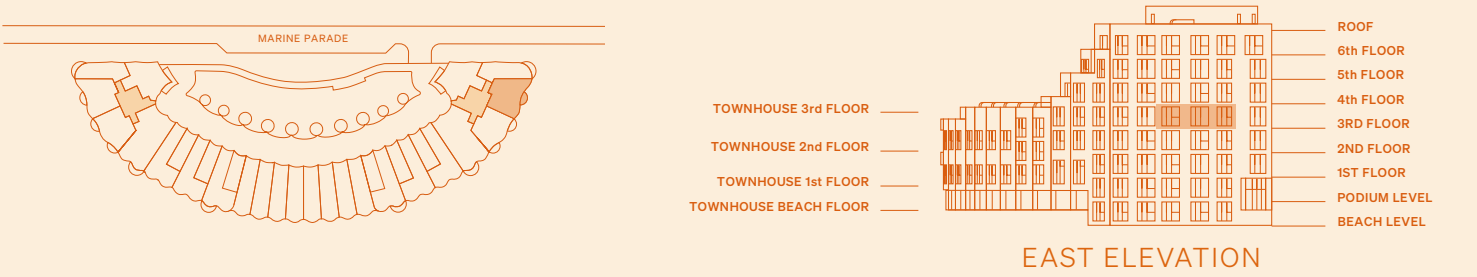 MARINE PARADE
TOWNHOUSE 3rd FLOOR
TOWNHOUSE 2nd FLOOR
TOWNHOUSE 1st FLOOR
TOWNHOUSE BEACH FLOOR
ROOF
6th FLOOR
5th FLOOR
4th FLOOR
3RD FLOOR
2ND FLOOR
1ST FLOOR
PODIUM LEVEL
BEACH LEVEL
EAST ELEVATION